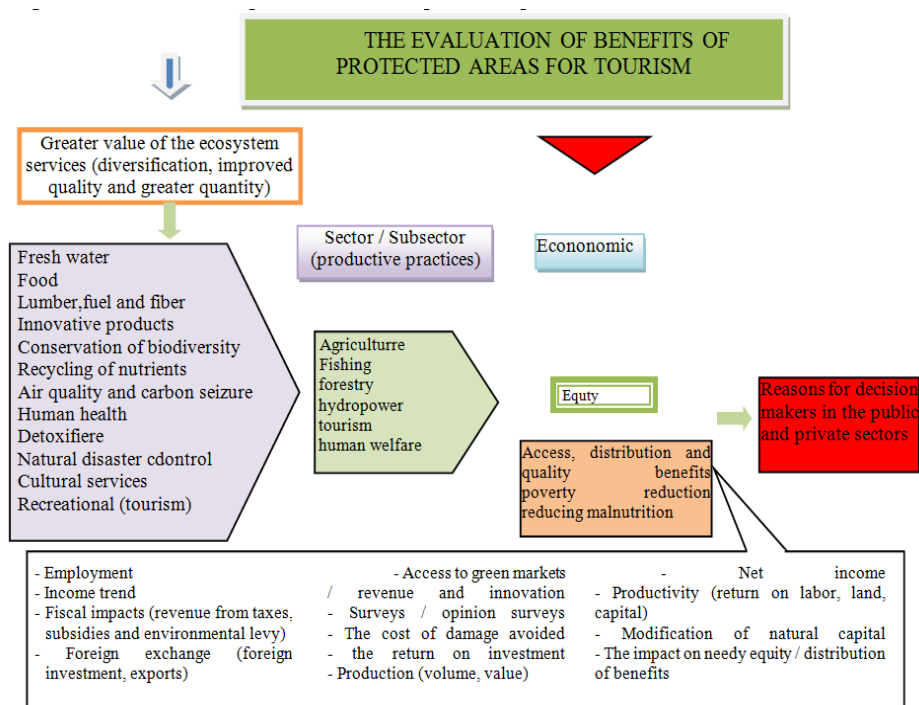 THE EVALUATION OF BENEFITS OF
PROTECTED AREAS FOR TOURISM
Greater value of the ecosystem
services (diversification, improved
quality and greater quantity)
Sector / Subsector
(productive practices)
Econonomic
Fresh water
Food
Lumber,fuel and fiber
Innovative products
Conservation of biodiversity
Recycling of nutrients
Air quality and carbon seizure
Human health
Detoxifiere
Natural disaster cdontrol
Cultural services
Recreational (tourism)
Agriculturre
Fishing
forestry
hydropower
tourism
human welfare
Equty
Access, distribution and
quality benefits
poverty reduction
reducing malnutrition
Reasons for decision
makers in the public
and private sectors
- Employment
- Income trend
- Fiscal impacts (revenue from taxes,
subsidies and environmental levy)
- Foreign exchange (foreign
investment, exports)
- Access to green markets
/ revenue and innovation
- Surveys / opinion surveys
- The cost of damage avoided
- the return on investment
- Production (volume, value)
- Net income
- Productivity (return on labor, land,
capital)
- Modification of natural capital
- The impact on needy equity / distribution
of benefits